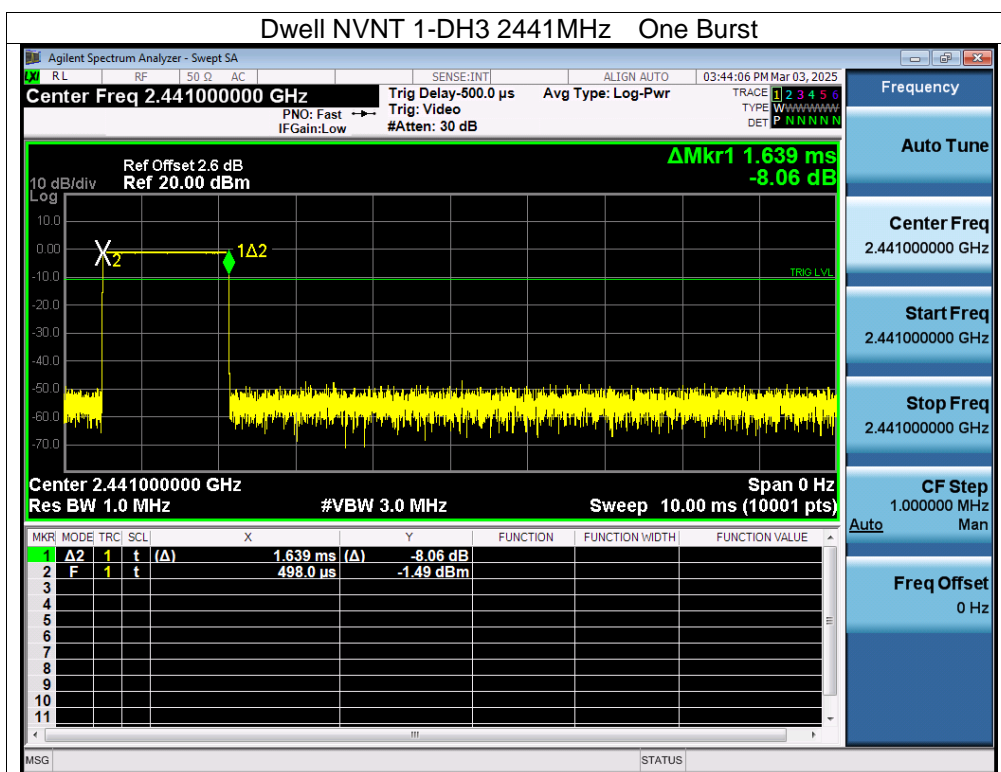 Dwell NVNT 1-DH3 2441MHz One Burst
Agilent Spectrum Analyzer - Swept SA
LXI RL RF 50 Ω AC SENSE:INT ALIGN AUTO 03:44:06 PM Mar 03, 2025
Center Freq 2.441000000 GHz
PNO: Fast
IFGain:Low
Trig Delay-500.0 µs
Trig: Video
#Atten: 30 dB
Avg Type: Log-Pwr
TRACE 1 2 3 4 5 6
TYPE WWWWWW
DET P N N N N N
Frequency
Auto Tune
Center Freq
2.441000000 GHz
Start Freq
2.441000000 GHz
Stop Freq
2.441000000 GHz
CF Step
1.000000 MHz
Auto Man
Freq Offset
0 Hz
ΔMkr1 1.639 ms
-8.06 dB
Ref Offset 2.6 dB
10 dB/div Ref 20.00 dBm
Log
10.0
0.00
-10.0
-20.0
-30.0
-40.0
-50.0
-60.0
-70.0
X2
1Δ2
TRIG LVL
Center 2.441000000 GHz Span 0 Hz
Res BW 1.0 MHz #VBW 3.0 MHz Sweep 10.00 ms (10001 pts)
MKR MODE TRC SCL X Y FUNCTION FUNCTION WIDTH FUNCTION VALUE
1 Δ2 1 t (Δ) 1.639 ms (Δ) -8.06 dB
2 F 1 t 498.0 µs -1.49 dBm
3
4
5
6
7
8
9
10
11
MSG STATUS